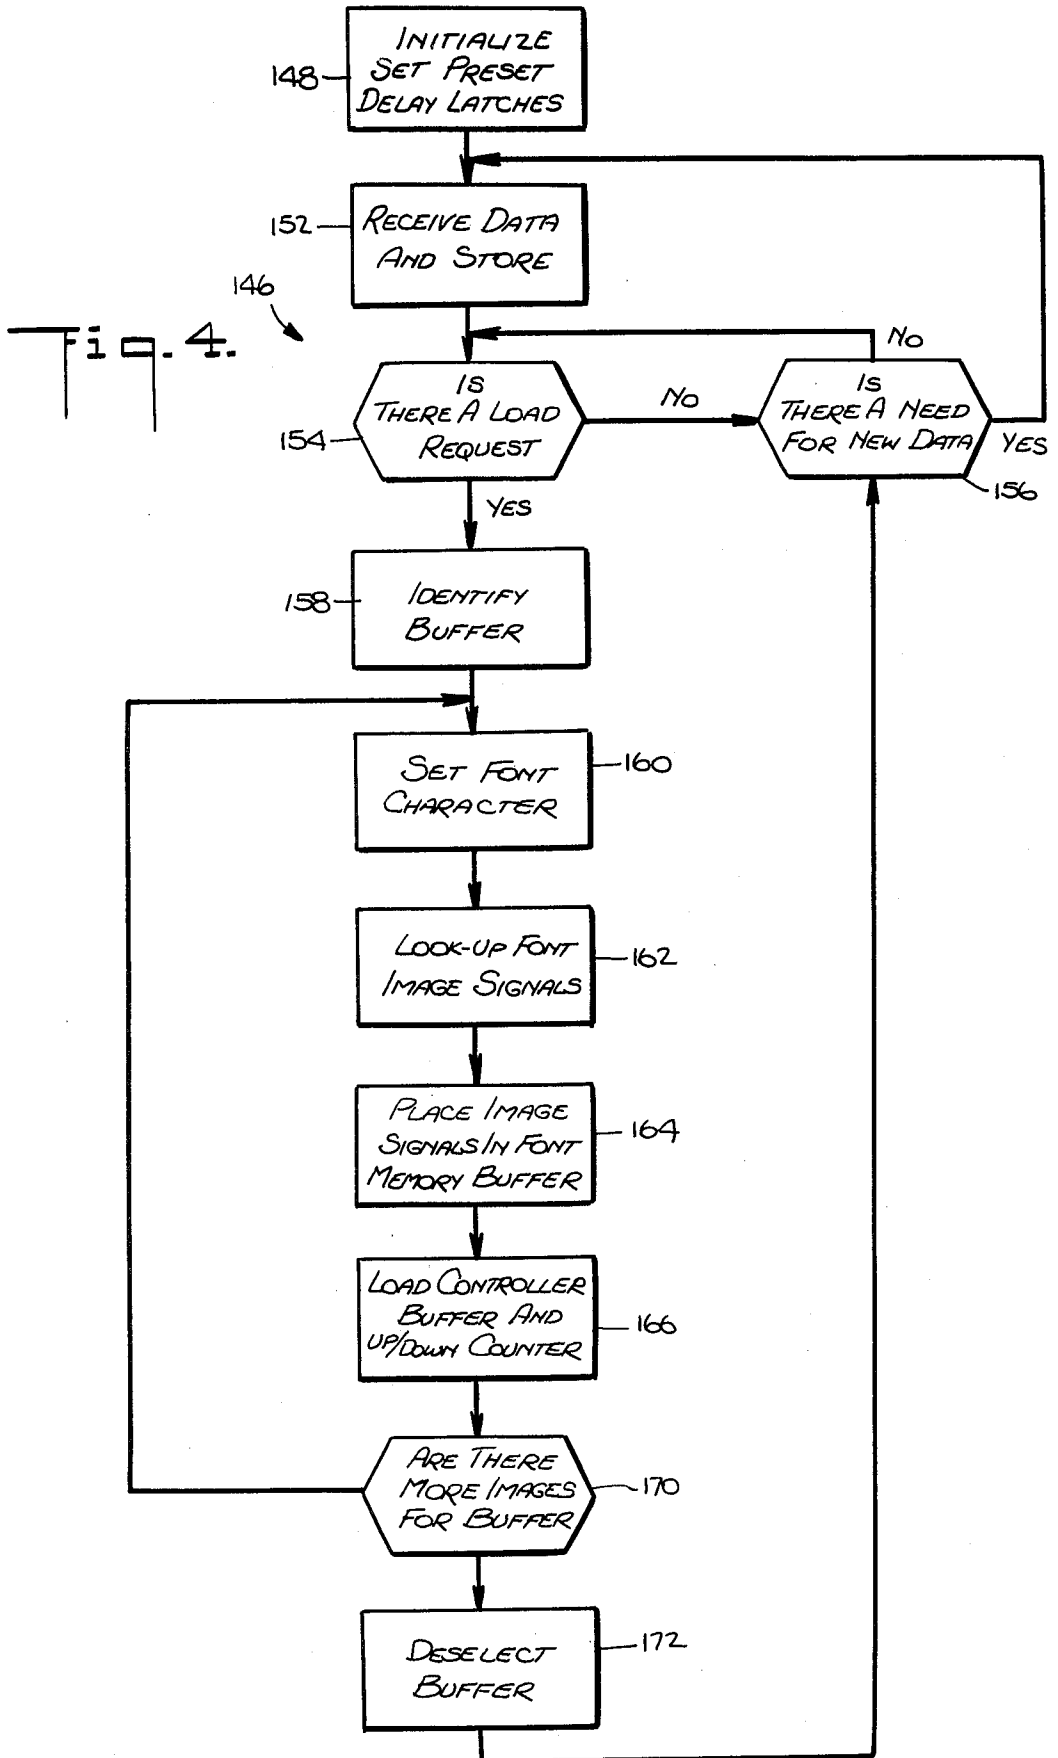 INITIALIZE
SET PRESET
DELAY LATCHES
148
RECEIVE DATA
AND STORE
152
146
Fig. 4.
IS
THERE A LOAD
REQUEST
154
NO
YES
NO
IS
THERE A NEED
FOR NEW DATA
YES
156
IDENTIFY
BUFFER
158
SET FONT
CHARACTER
160
LOOK-UP FONT
IMAGE SIGNALS
162
PLACE IMAGE
SIGNALS IN FONT
MEMORY BUFFER
164
LOAD CONTROLLER
BUFFER AND
UP/DOWN COUNTER
166
ARE THERE
MORE IMAGES
FOR BUFFER
170
DESELECT
BUFFER
172